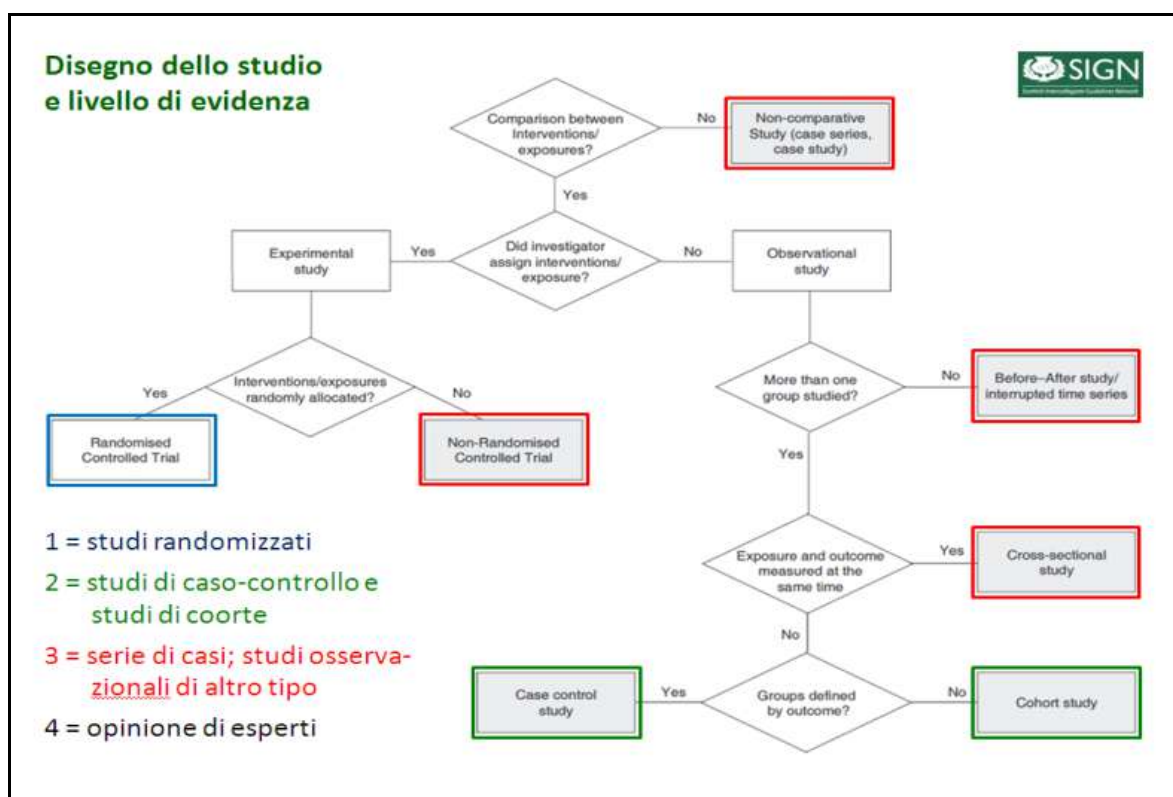 Disegno dello studio
e livello di evidenza
SIGN
Comparison between
Interventions/
exposures?
No
Non-comparative
Study (case series,
case study)
Yes
Experimental
study
Yes
Did investigator
assign interventions/
exposure?
No
Observational
study
Yes
Interventions/exposures
randomly allocated?
No
More than one
group studied?
No
Before–After study/
interrupted time series
Randomised
Controlled Trial
Non-Randomised
Controlled Trial
Yes
1 = studi randomizzati
2 = studi di caso-controllo e
studi di coorte
3 = serie di casi; studi osserva-
zionali di altro tipo
4 = opinione di esperti
Exposure and outcome
measured at the
same time
Yes
Cross-sectional
study
No
Case control
study
Yes
Groups defined
by outcome?
No
Cohort study